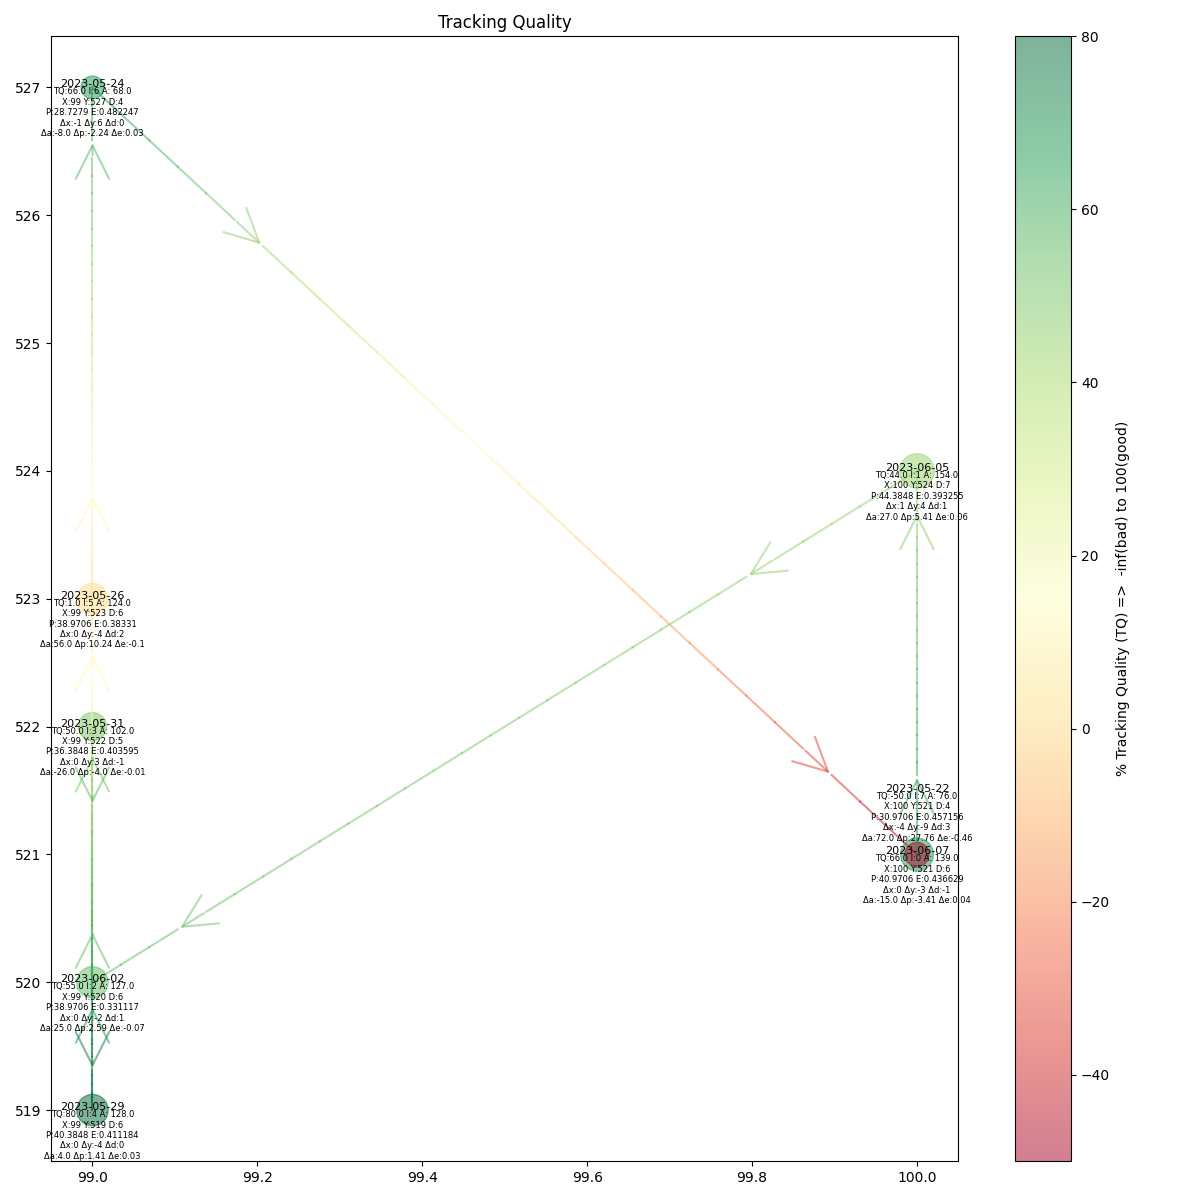 Tracking Quality
2023-05-24
TQ:66.0 I:6 A: 68.0
X:99 Y:527 D:4
P:28.7279 E:0.482247
Δx:-1 Δy:6 Δd:0
Δa:-8.0 Δp:-2.24 Δe:0.03
2023-06-05
TQ:44.0 I:1 A: 154.0
X:100 Y:524 D:7
P:44.3848 E:0.393255
Δx:1 Δy:4 Δd:1
Δa:27.0 Δp:5.41 Δe:0.06
2023-05-26
TQ:1.0 I:5 A: 124.0
X:99 Y:523 D:6
P:38.9706 E:0.38331
Δx:0 Δy:-4 Δd:2
Δa:56.0 Δp:10.24 Δe:-0.1
2023-05-31
TQ:50.0 I:3 A: 102.0
X:99 Y:522 D:5
P:36.3848 E:0.403595
Δx:0 Δy:3 Δd:-1
Δa:-26.0 Δp:-4.0 Δe:-0.01
2023-05-22
TQ:-50.0 I:7 A: 76.0
X:100 Y:521 D:4
P:30.9706 E:0.457156
Δx:-4 Δy:-9 Δd:3
Δa:72.0 Δp:27.76 Δe:-0.46
2023-06-07
TQ:66.0 I:0 A: 139.0
X:100 Y:521 D:6
P:40.9706 E:0.436629
Δx:0 Δy:-3 Δd:-1
Δa:-15.0 Δp:-3.41 Δe:0.04
2023-06-02
TQ:55.0 I:2 A: 127.0
X:99 Y:520 D:6
P:38.9706 E:0.331117
Δx:0 Δy:-2 Δd:1
Δa:25.0 Δp:2.59 Δe:-0.07
2023-05-29
TQ:80.0 I:4 A: 128.0
X:99 Y:519 D:6
P:40.3848 E:0.411184
Δx:0 Δy:-4 Δd:0
Δa:4.0 Δp:1.41 Δe:0.03
527
526
525
524
523
522
521
520
519
99.0
99.2
99.4
99.6
99.8
100.0
80
60
40
20
0
−20
−40
% Tracking Quality (TQ) => -inf(bad) to 100(good)